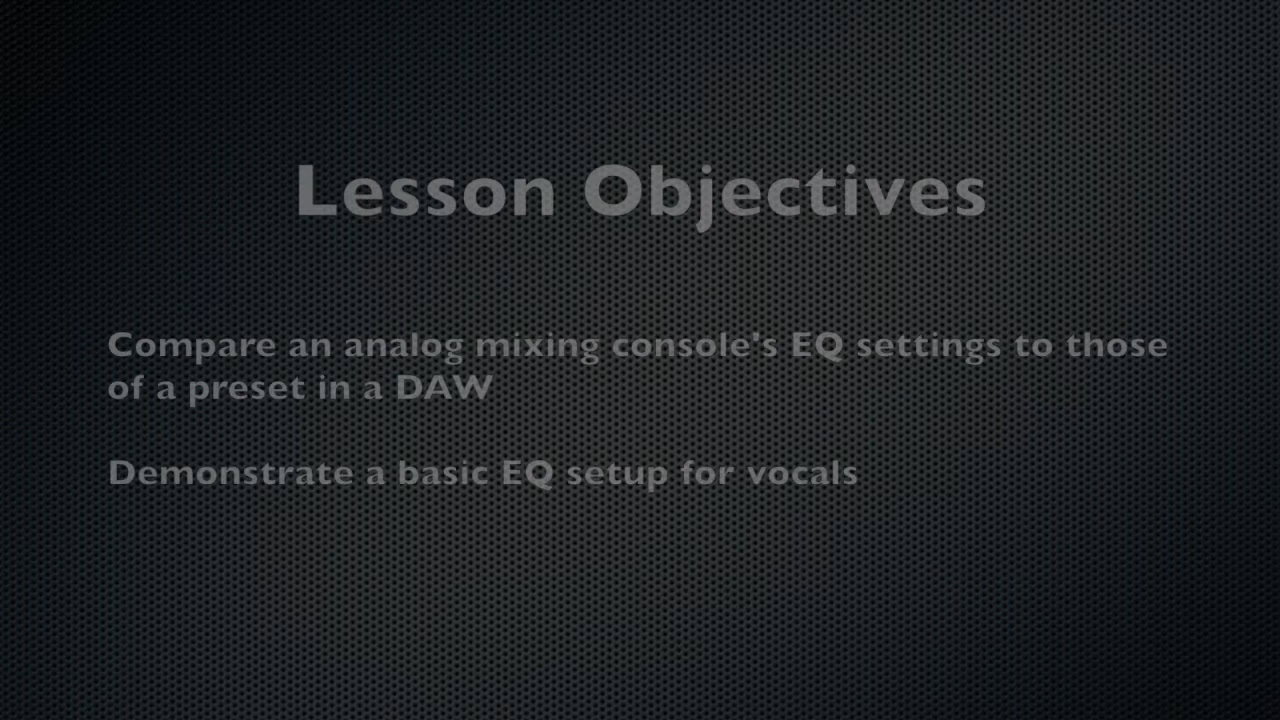 Lesson Objectives
Compare an analog mixing console's EQ settings to those
of a preset in a DAW
Demonstrate a basic EQ setup for vocals